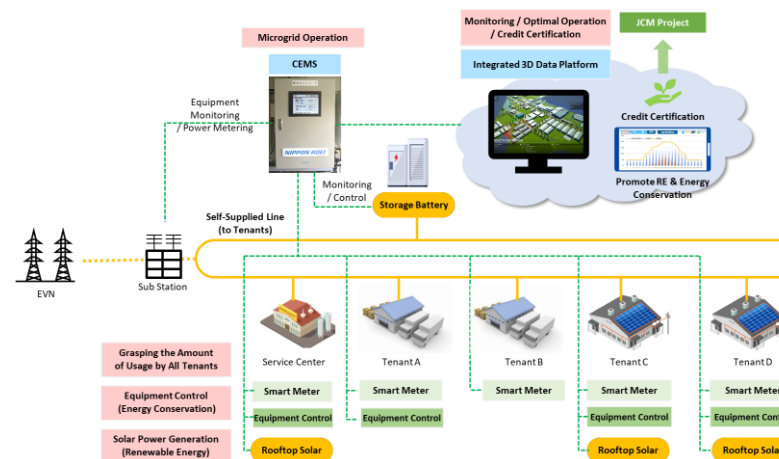 Monitoring / Optimal Operation
/ Credit Certification
JCM Project
Microgrid Operation
CEMS
Integrated 3D Data Platform
Equipment
Monitoring
/ Power Metering
NIPPON KOEI
Credit Certification
Promote RE & Energy
Conservation
Monitoring
/ Control
Storage Battery
Self-Supplied Line
(to Tenants)
EVN
Sub Station
Service Center
Tenant A
Tenant B
Tenant C
Tenant D
Grasping the Amount
of Usage by All Tenants
Smart Meter
Smart Meter
Smart Meter
Smart Meter
Smart Meter
Equipment Control
(Energy Conservation)
Equipment Control
Equipment Control
Equipment Control
Equipment Control
Solar Power Generation
(Renewable Energy)
Rooftop Solar
Rooftop Solar
Rooftop Solar